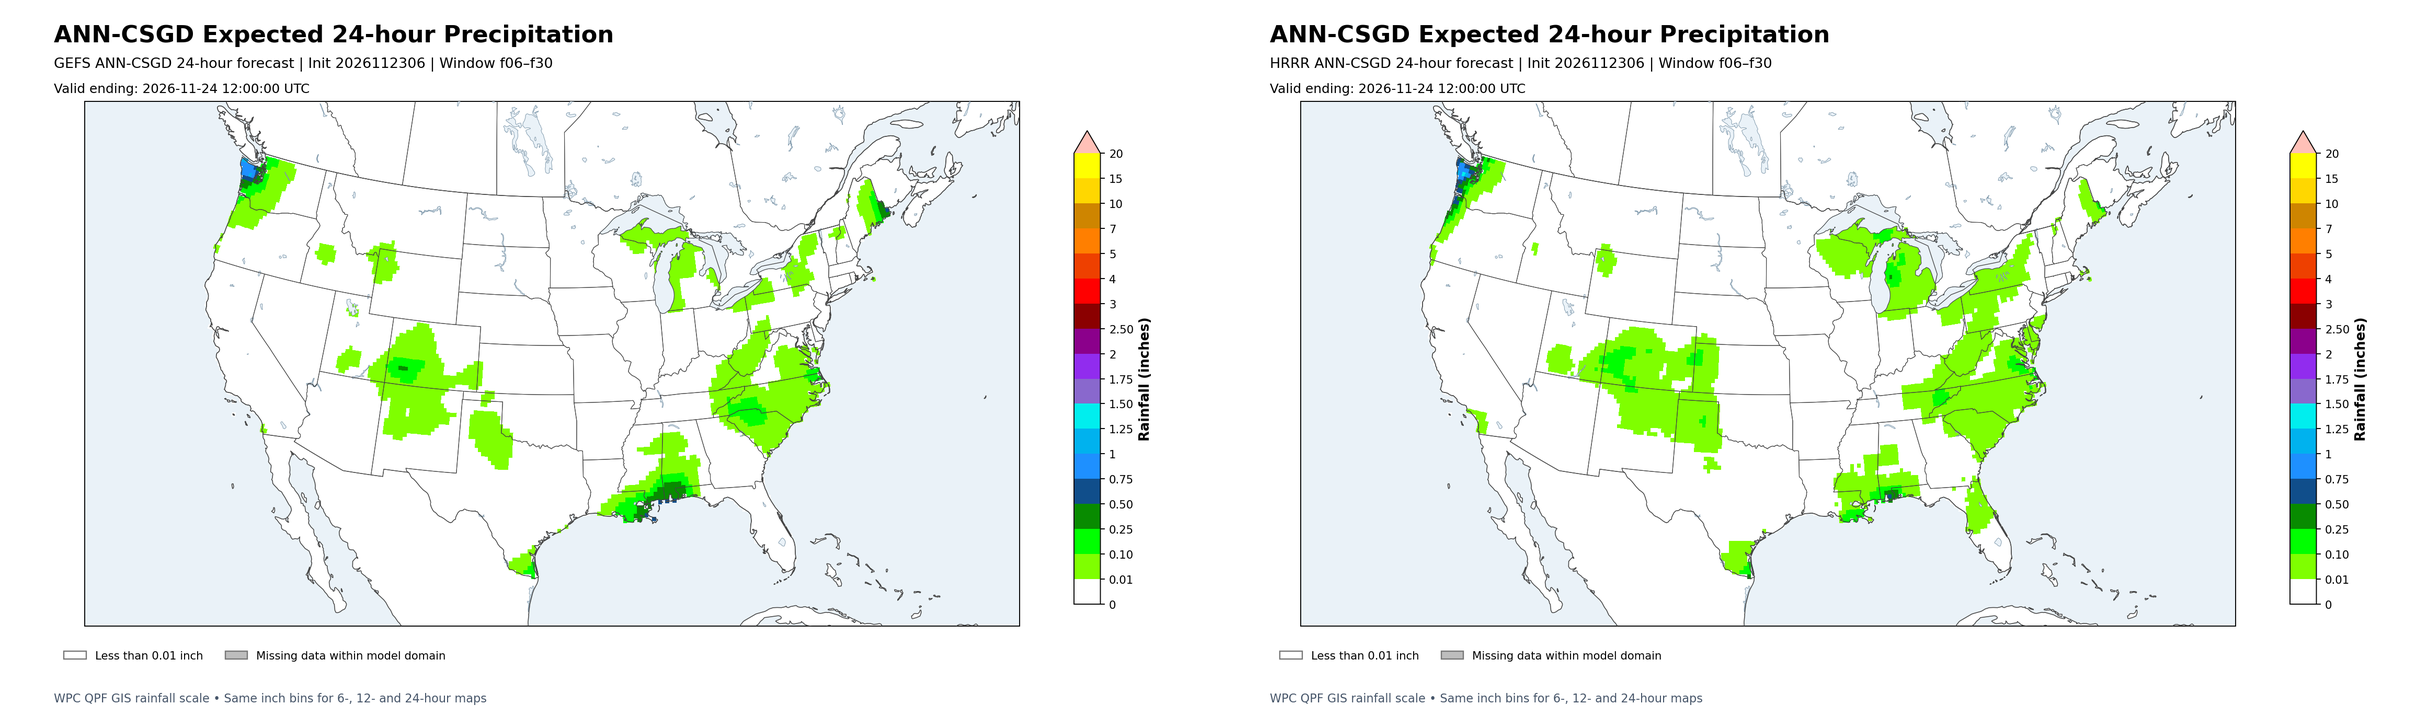 ANN-CSGD Expected 24-hour Precipitation
GEFS ANN-CSGD 24-hour forecast | Init 2026112306 | Window f06–f30
Valid ending: 2026-11-24 12:00:00 UTC
20
15
10
7
5
4
3
2.50
2
1.75
1.50
1.25
1
0.75
0.50
0.25
0.10
0.01
0
Rainfall (inches)
Less than 0.01 inch
Missing data within model domain
WPC QPF GIS rainfall scale • Same inch bins for 6-, 12- and 24-hour maps
ANN-CSGD Expected 24-hour Precipitation
HRRR ANN-CSGD 24-hour forecast | Init 2026112306 | Window f06–f30
Valid ending: 2026-11-24 12:00:00 UTC
20
15
10
7
5
4
3
2.50
2
1.75
1.50
1.25
1
0.75
0.50
0.25
0.10
0.01
0
Rainfall (inches)
Less than 0.01 inch
Missing data within model domain
WPC QPF GIS rainfall scale • Same inch bins for 6-, 12- and 24-hour maps